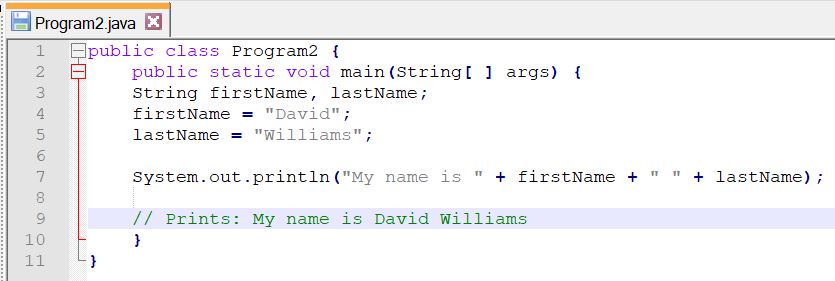 Program2.java
1 public class Program2 {
2 public static void main(String[ ] args) {
3 String firstName, lastName;
4 firstName = "David";
5 lastName = "Williams";
6
7 System.out.println("My name is " + firstName + " " + lastName);
8
9 // Prints: My name is David Williams
10 }
11 }